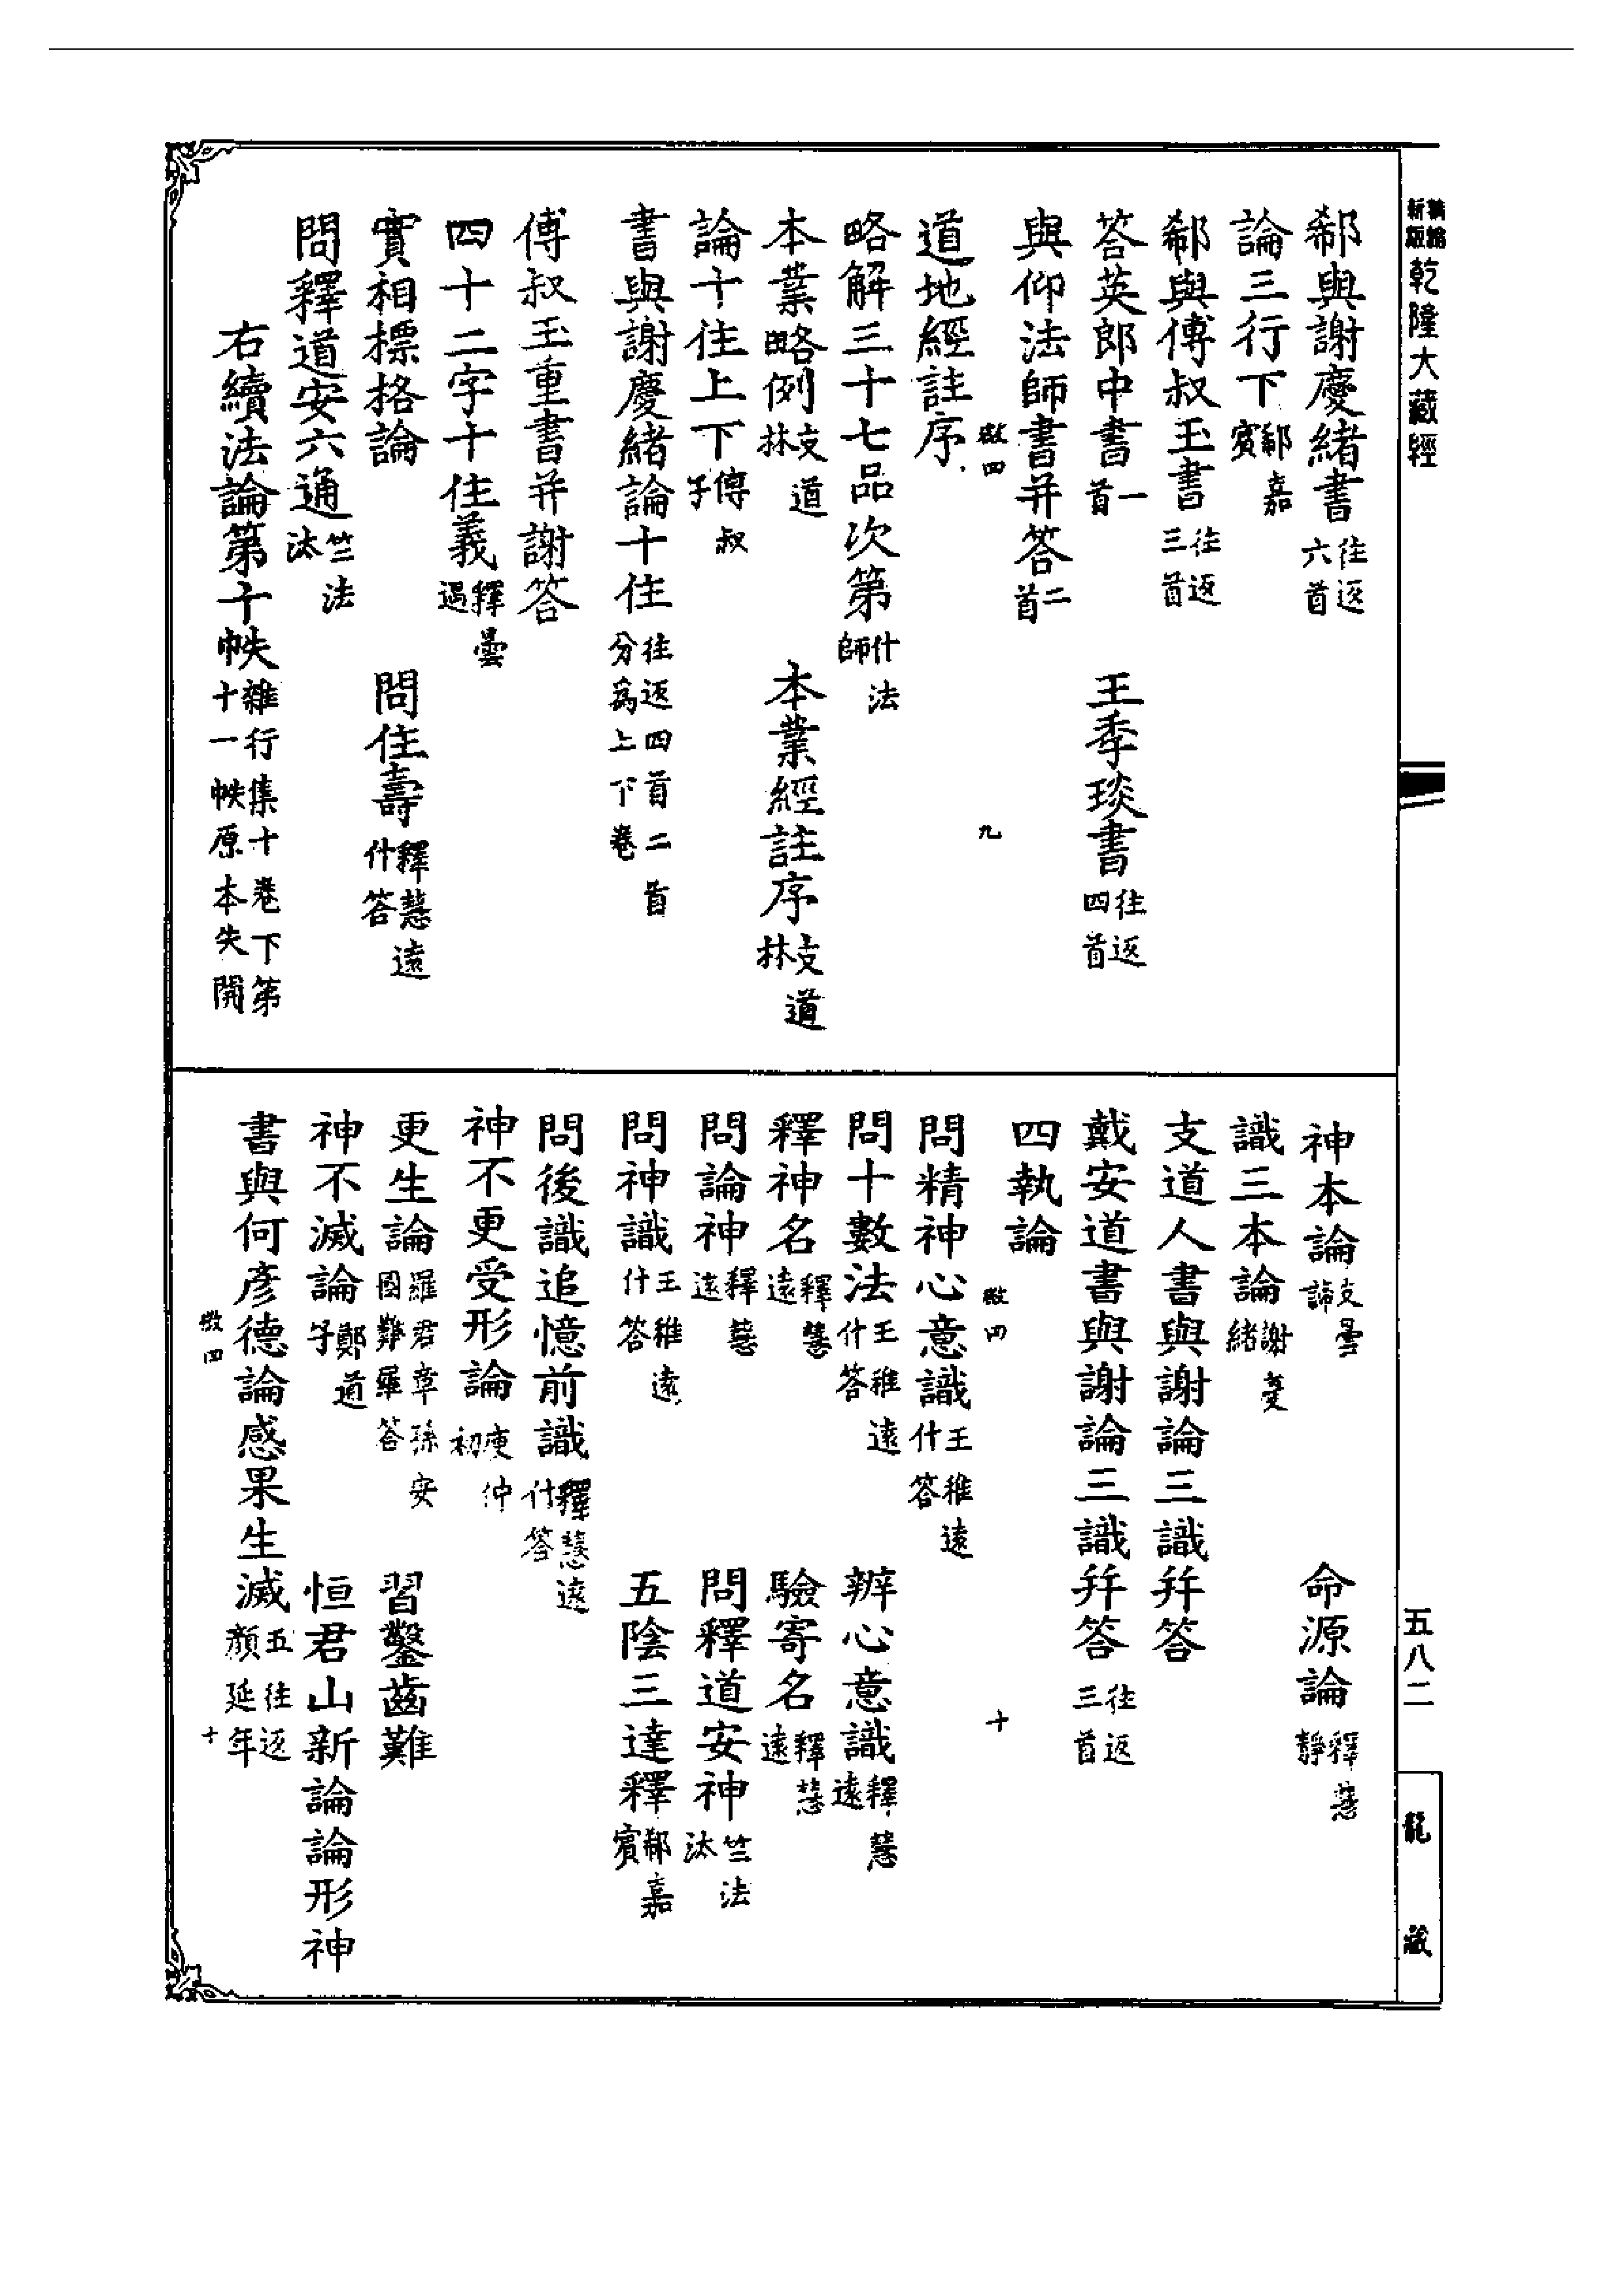 精縮新版乾隆大藏經
郗與謝慶緒書往返六首
論三行下郗嘉賓
郗與傅叔玉書往返三首
答英郎中書一首　王季琰書往返四首
與仰法師書并答二首
四　九
道地經註序
略解三十七品次第什法師
本業略例支道林　本業經註序支道林
論十住上下傅叔子
書與謝慶緒論十住往返四首二首分為上下卷
傅叔玉重書并謝答
四十二字十住義釋曇遇
實相標格論　問住壽釋慧遠什答
問釋道安六通竺法汰
右續法論第十帙雜行集十卷下第十一帙原本失開
神本論支曇諦　命源論釋慧靜
識三本論謝慶緒
支道人書與謝論三識并答
戴安道書與謝論三識并答往返三首
四執論
四　十
問精神心意識王稚遠什答
問十數法王稚遠什答　辨心意識釋慧遠
釋神名釋慧遠　驗寄名釋慧遠
問論神釋慧遠　問釋道安神竺法汰
問神識王稚遠什答　五陰三達釋郗嘉賓
問後識追憶前識釋慧遠什答
神不更受形論庾仲初
更生論羅君章孫安國難羅答　習鑿齒難
神不滅論鄭道子　恒君山新論論形神
書與何彥德論感果生滅五往返顏延年
四　十
五八二
龍藏